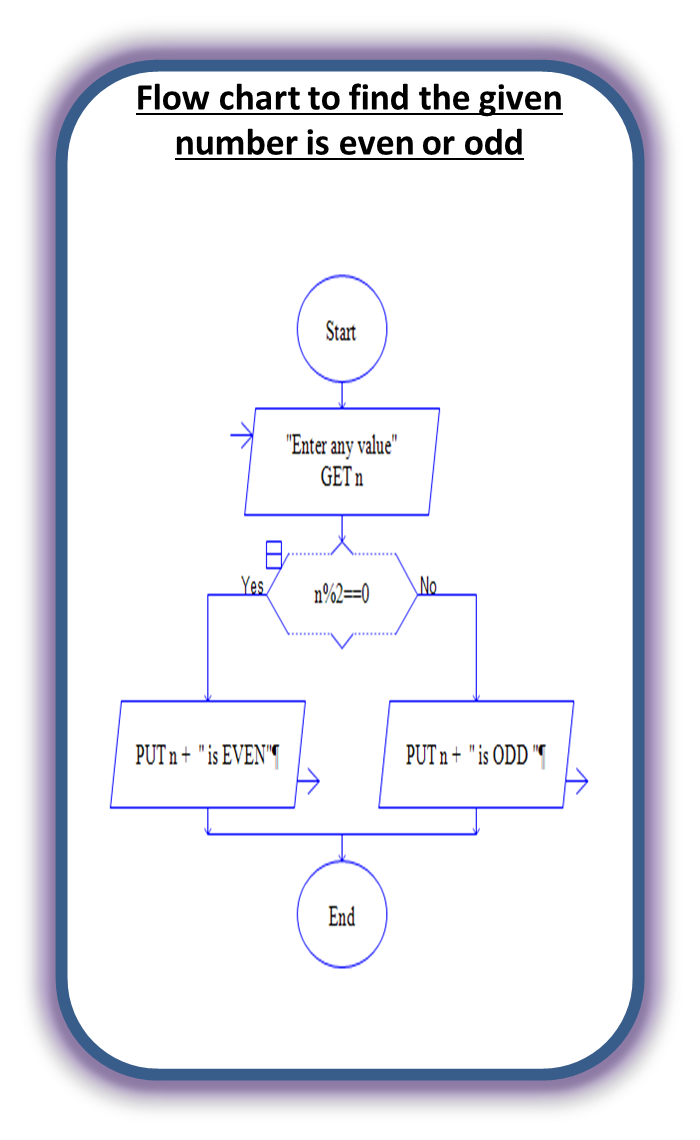 Flow chart to find the given
number is even or odd
Start
"Enter any value"
GET n
Yes
n%2==0
No
PUT n + " is EVEN"¶
PUT n + " is ODD "¶
End